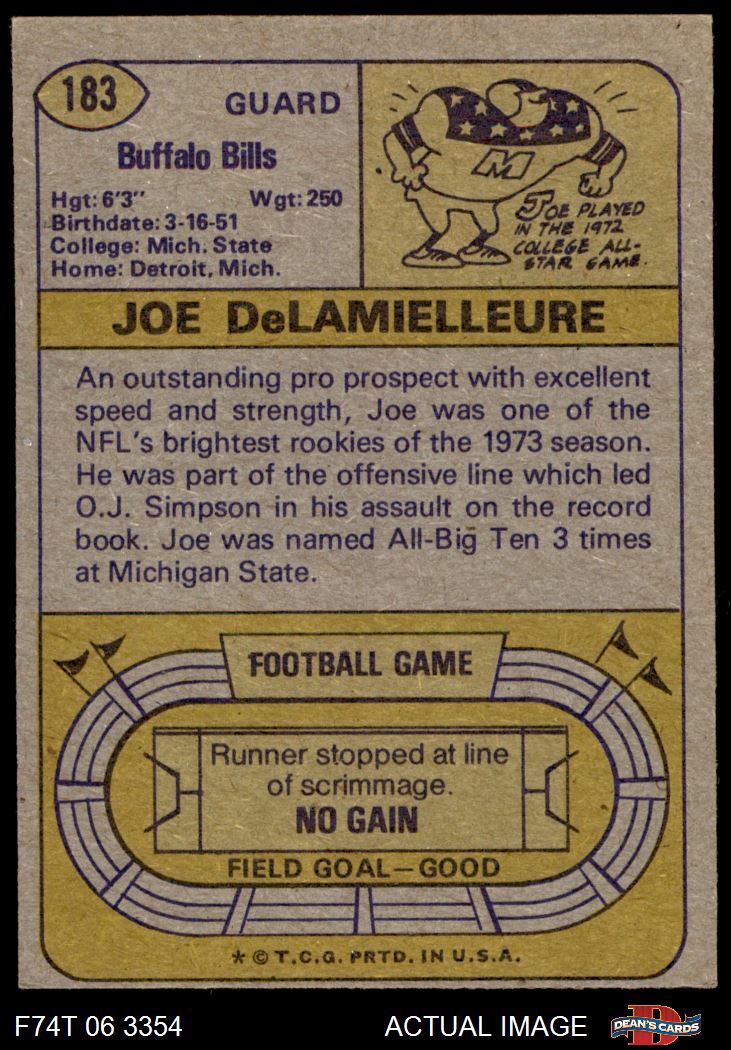 183
GUARD
Buffalo Bills
Hgt: 6'3" Wgt: 250
Birthdate: 3-16-51
College: Mich. State
Home: Detroit, Mich.
M
JOE PLAYED
IN THE 1972
COLLEGE ALL-
STAR GAME.
JOE DeLAMIELLEURE
An outstanding pro prospect with excellent
speed and strength, Joe was one of the
NFL's brightest rookies of the 1973 season.
He was part of the offensive line which led
O.J. Simpson in his assault on the record
book. Joe was named All-Big Ten 3 times
at Michigan State.
FOOTBALL GAME
Runner stopped at line
of scrimmage.
NO GAIN
FIELD GOAL—GOOD
* © T.C.G. PRTD. IN U.S.A.
F74T 06 3354 ACTUAL IMAGE
D
DEAN'S CARDS